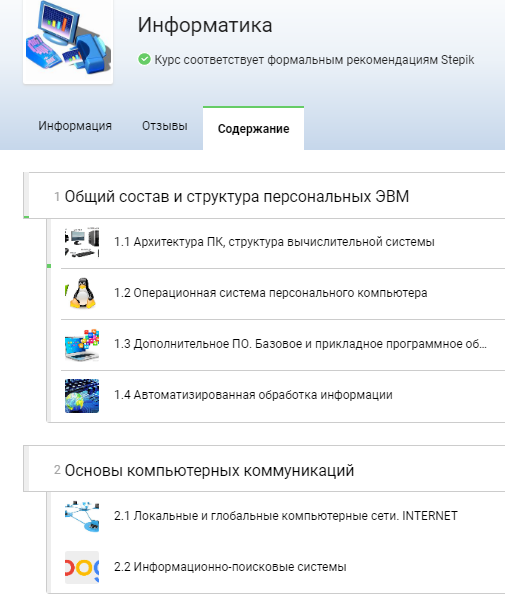 Информатика
Курс соответствует формальным рекомендациям Stepik
Информация Отзывы Содержание
1 Общий состав и структура персональных ЭВМ
1.1 Архитектура ПК, структура вычислительной системы
1.2 Операционная система персонального компьютера
1.3 Дополнительное ПО. Базовое и прикладное программное об...
1.4 Автоматизированная обработка информации
2 Основы компьютерных коммуникаций
2.1 Локальные и глобальные компьютерные сети. INTERNET
2.2 Информационно-поисковые системы